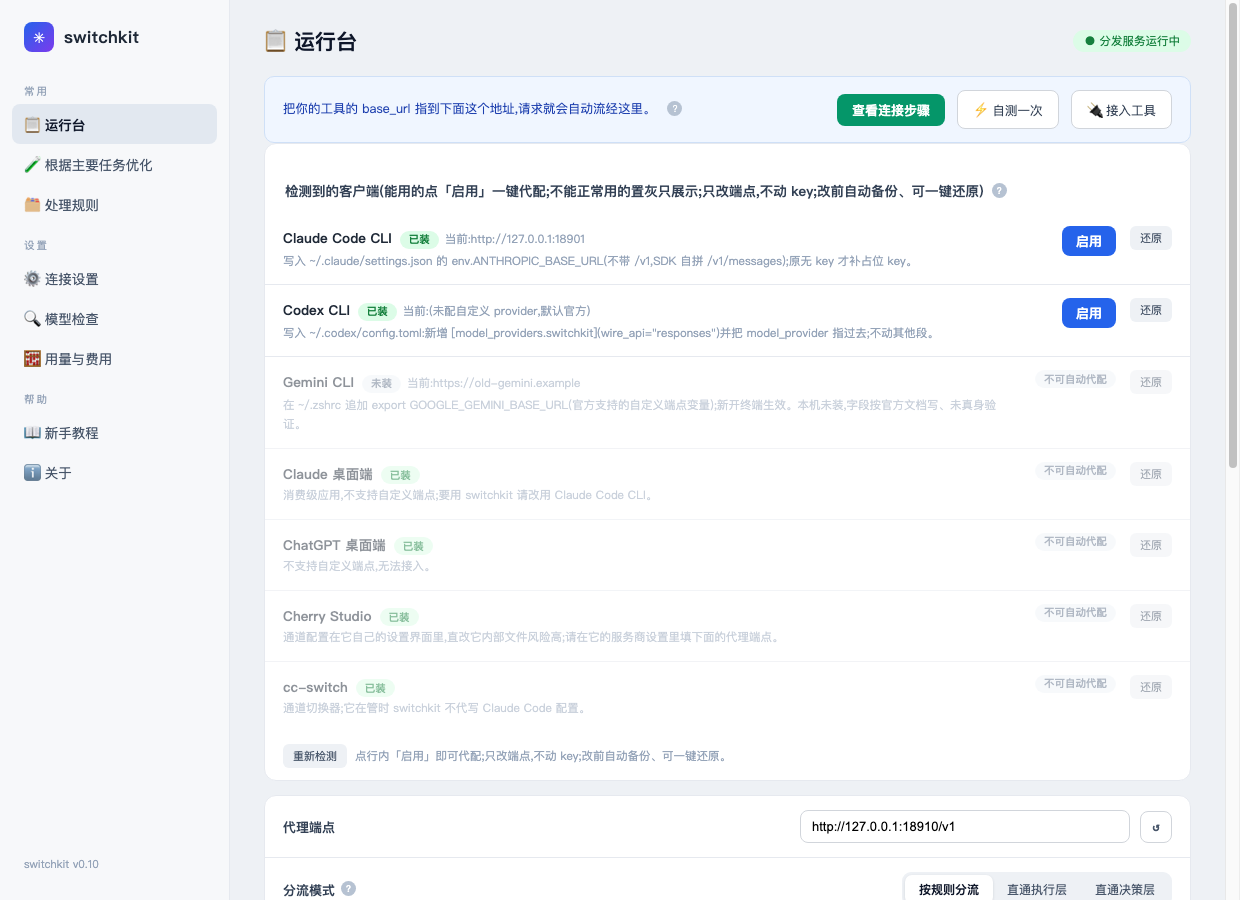 switchkit
常用
运行台
根据主要任务优化
处理规则
设置
连接设置
模型检查
用量与费用
帮助
新手教程
关于
switchkit v0.10
运行台
分发服务运行中
把你的工具的 base_url 指到下面这个地址,请求就会自动流经这里。 ?
查看连接步骤
⚡ 自测一次
接入工具
检测到的客户端(能用的点「启用」一键代配;不能正常用的置灰只展示;只改端点,不动 key;改前自动备份、可一键还原) ?
Claude Code CLI 已装 当前:http://127.0.0.1:18901
启用 还原
写入 ~/.claude/settings.json 的 env.ANTHROPIC_BASE_URL(不带 /v1,SDK 自拼 /v1/messages);原无 key 才补占位 key。
Codex CLI 已装 当前:(未配自定义 provider,默认官方)
启用 还原
写入 ~/.codex/config.toml:新增 [model_providers.switchkit](wire_api="responses")并把 model_provider 指过去;不动其他段。
Gemini CLI 未装 当前:https://old-gemini.example
不可自动代配 还原
在 ~/.zshrc 追加 export GOOGLE_GEMINI_BASE_URL(官方支持的自定义端点变量);新开终端生效。本机未装,字段按官方文档写、未真身验
证。
Claude 桌面端 已装
不可自动代配 还原
消费级应用,不支持自定义端点;要用 switchkit 请改用 Claude Code CLI。
ChatGPT 桌面端 已装
不可自动代配 还原
不支持自定义端点,无法接入。
Cherry Studio 已装
不可自动代配 还原
通道配置在它自己的设置界面里,直改它内部文件风险高;请在它的服务商设置里填下面的代理端点。
cc-switch 已装
不可自动代配 还原
通道切换器;它在管时 switchkit 不代写 Claude Code 配置。
重新检测 点行内「启用」即可代配;只改端点,不动 key;改前自动备份、可一键还原。
代理端点
http://127.0.0.1:18910/v1
↺
分流模式 ?
按规则分流 直通执行层 直通决策层